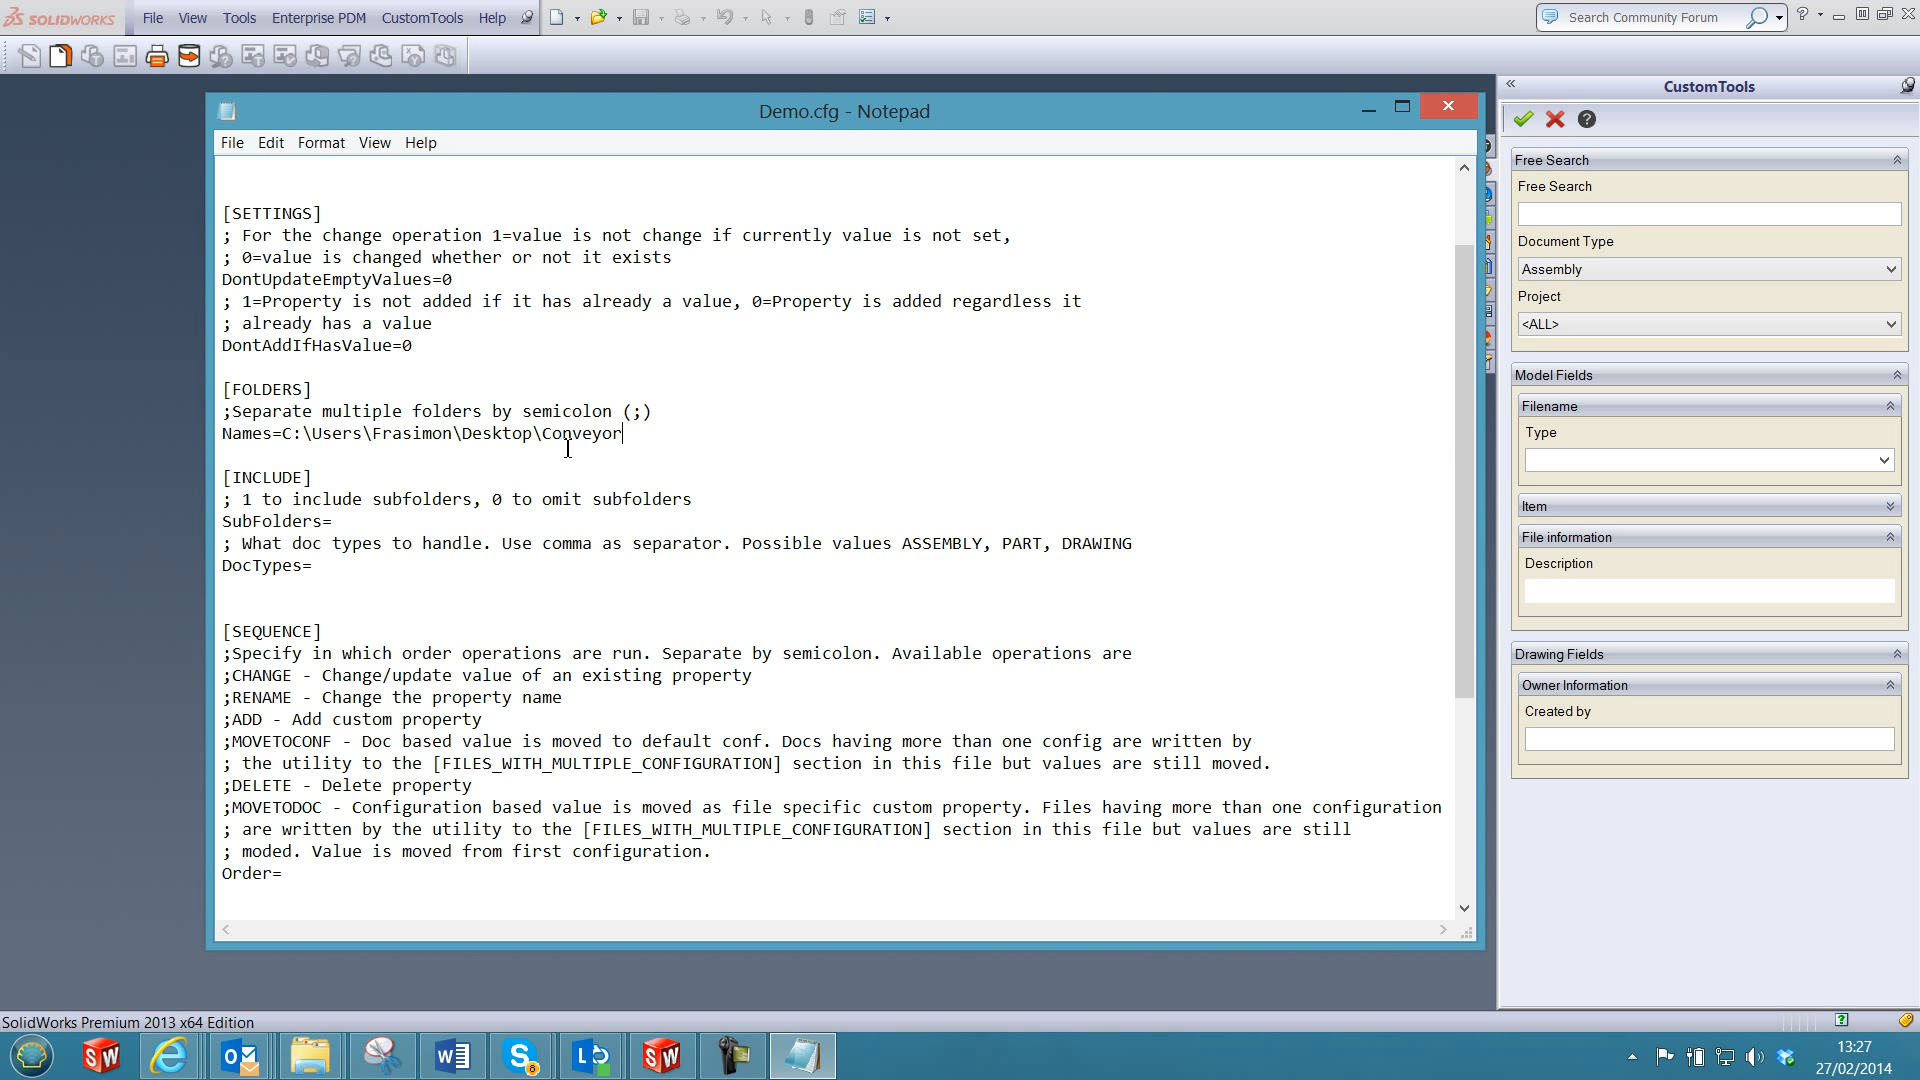 SOLIDWORKS File View Tools Enterprise PDM CustomTools Help
Search Community Forum
Demo.cfg - Notepad
File Edit Format View Help
[SETTINGS]
; For the change operation 1=value is not change if currently value is not set,
; 0=value is changed whether or not it exists
DontUpdateEmptyValues=0
; 1=Property is not added if it has already a value, 0=Property is added regardless it
; already has a value
DontAddIfHasValue=0
[FOLDERS]
;Separate multiple folders by semicolon (;)
Names=C:\Users\Frasimon\Desktop\Conveyor
[INCLUDE]
; 1 to include subfolders, 0 to omit subfolders
SubFolders=
; What doc types to handle. Use comma as separator. Possible values ASSEMBLY, PART, DRAWING
DocTypes=
[SEQUENCE]
;Specify in which order operations are run. Separate by semicolon. Available operations are
;CHANGE - Change/update value of an existing property
;RENAME - Change the property name
;ADD - Add custom property
;MOVETOCONF - Doc based value is moved to default conf. Docs having more than one config are written by
; the utility to the [FILES_WITH_MULTIPLE_CONFIGURATION] section in this file but values are still moved.
;DELETE - Delete property
;MOVETODOC - Configuration based value is moved as file specific custom property. Files having more than one configuration
; are written by the utility to the [FILES_WITH_MULTIPLE_CONFIGURATION] section in this file but values are still
; moded. Value is moved from first configuration.
Order=
CustomTools
Free Search
Free Search
Document Type
Assembly
Project
<ALL>
Model Fields
Filename
Type
Item
File information
Description
Drawing Fields
Owner Information
Created by
SolidWorks Premium 2013 x64 Edition
13:27
27/02/2014